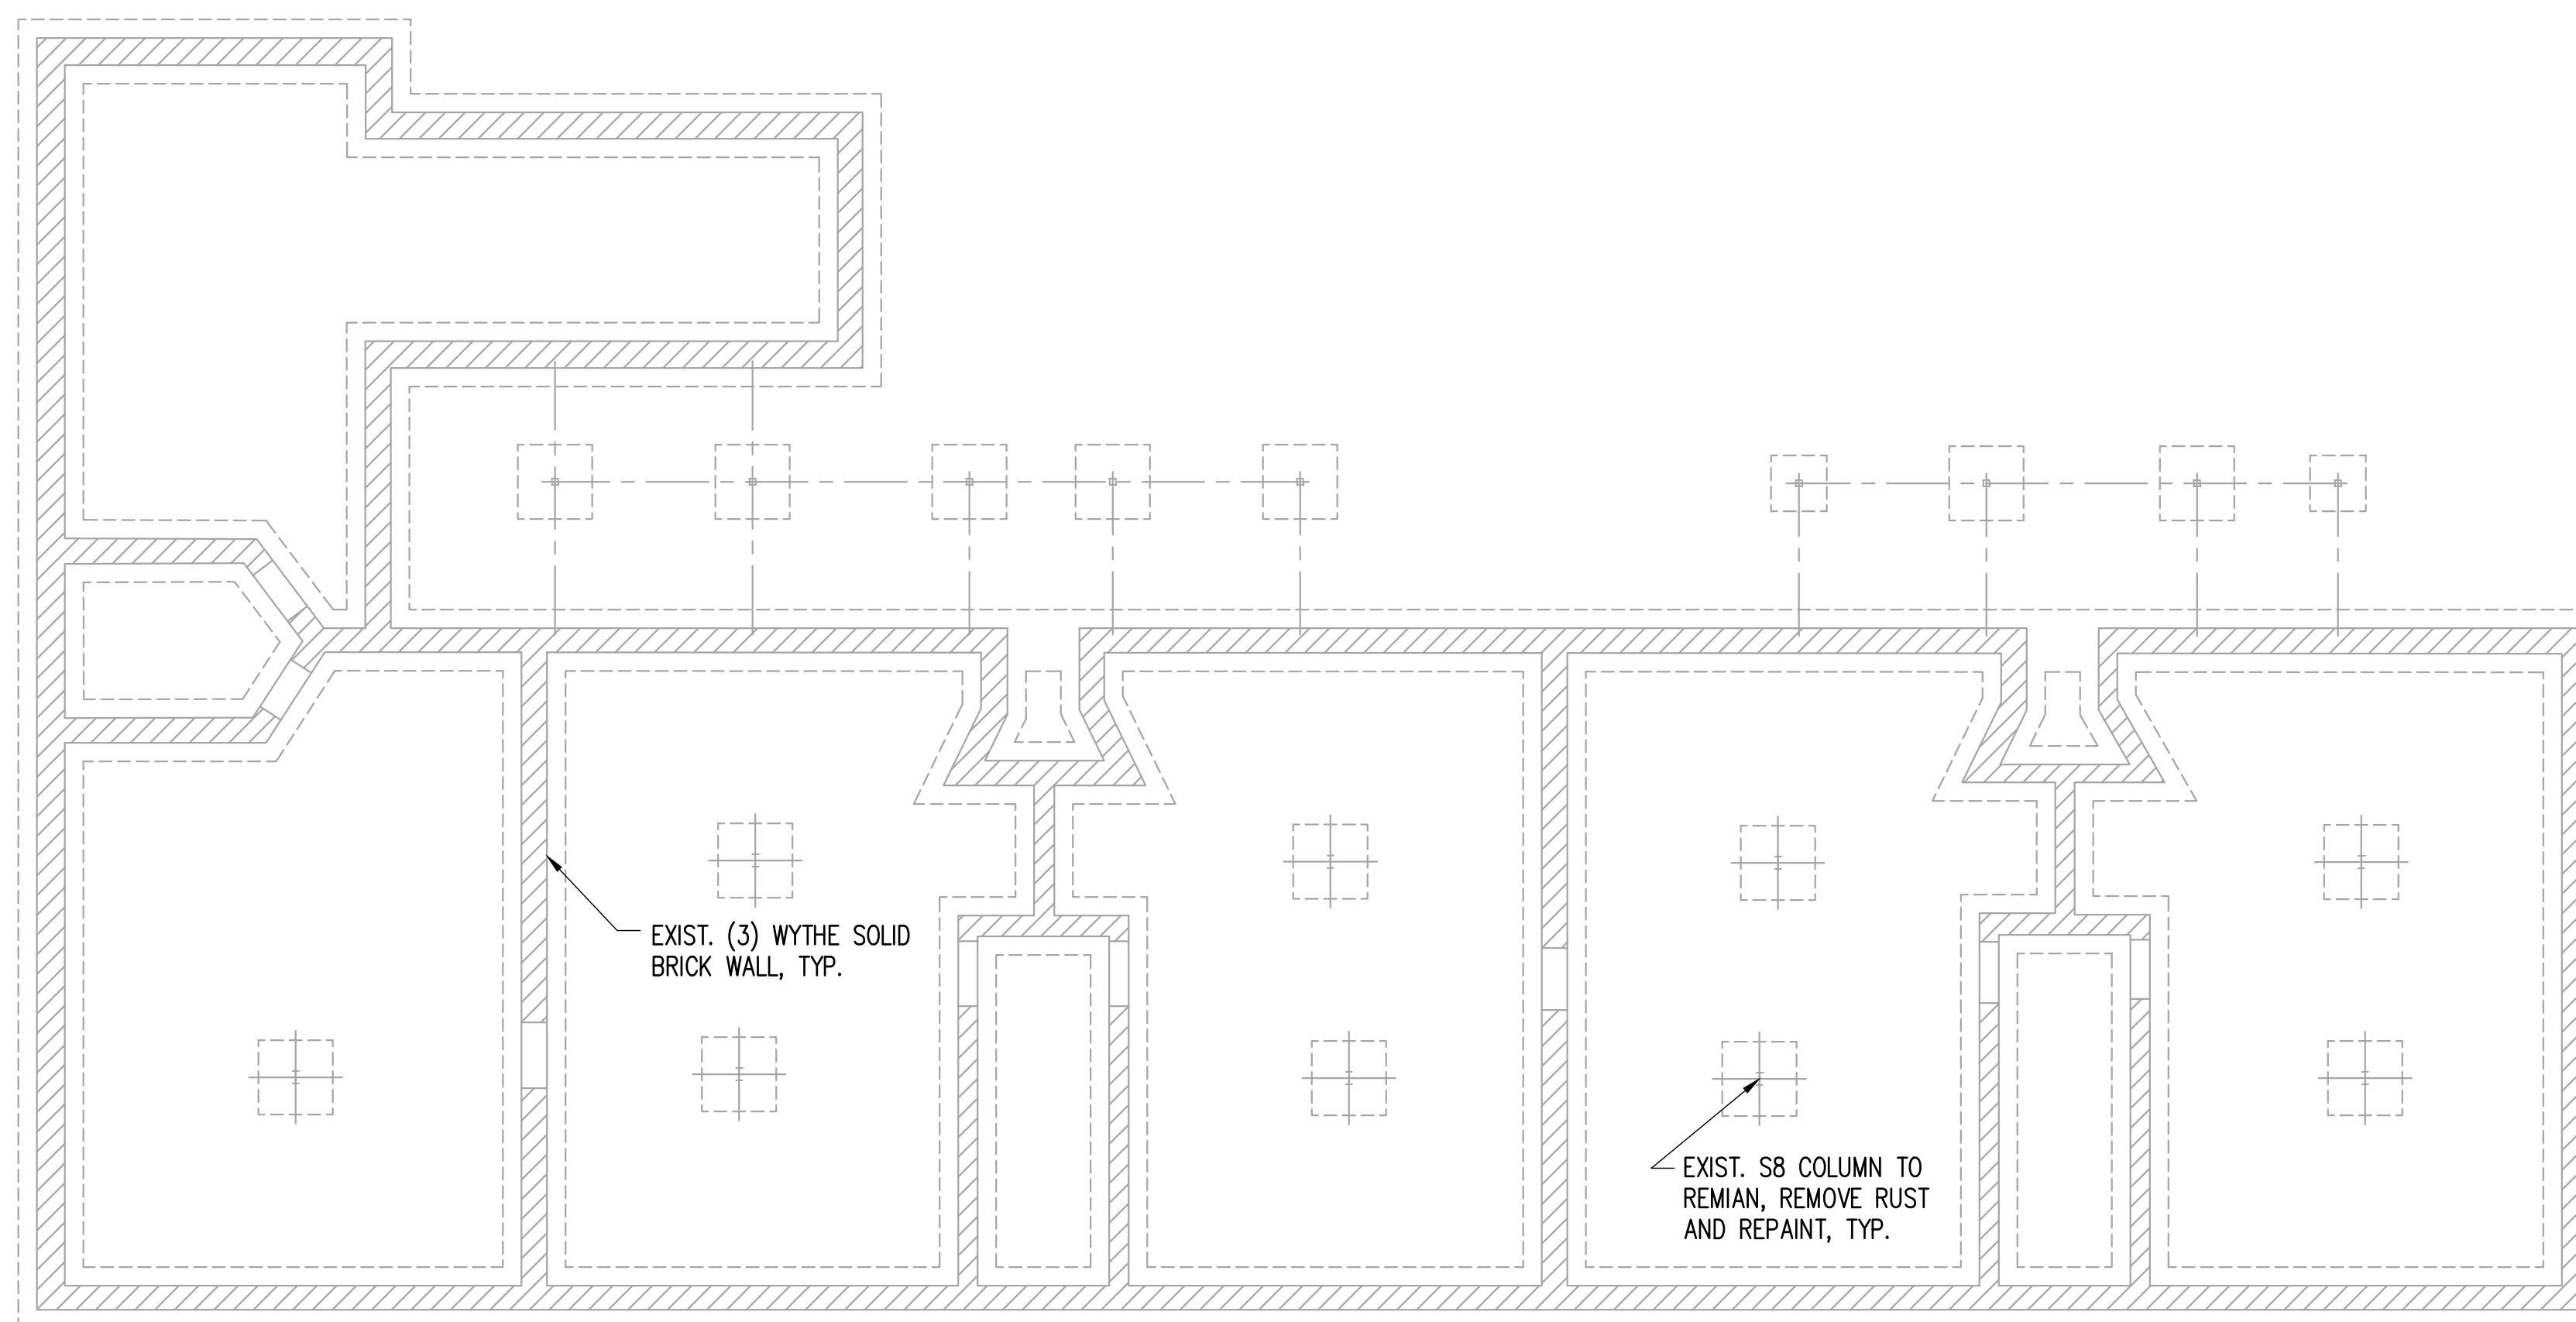 EXIST. (3) WYTHE SOLID
BRICK WALL, TYP.
EXIST. S8 COLUMN TO
REMIAN, REMOVE RUST
AND REPAINT, TYP.